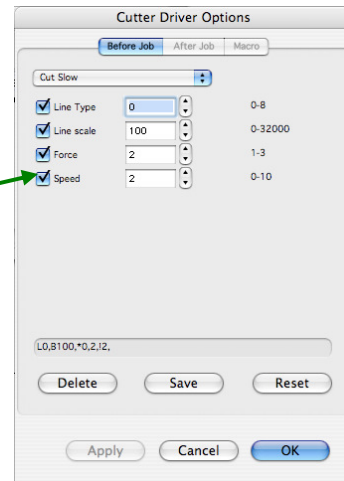 Cutter Driver Options
Before Job After Job Macro
Cut Slow
Line Type 0 0-8
Line scale 100 0-32000
Force 2 1-3
Speed 2 0-10
L0,B100,*0,2,!2,
Delete Save Reset
Apply Cancel OK